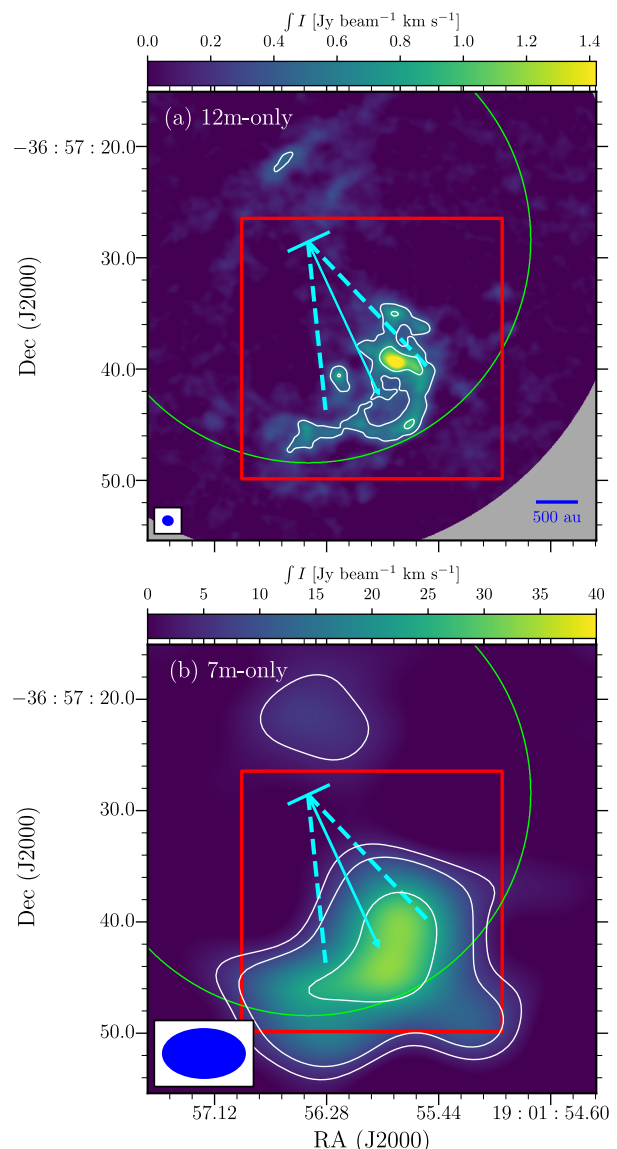 ∫ I [Jy beam⁻¹ km s⁻¹]
0.0 0.2 0.4 0.6 0.8 1.0 1.2 1.4
(a) 12m-only
−36 : 57 : 20.0
30.0
40.0
50.0
Dec (J2000)
500 au
∫ I [Jy beam⁻¹ km s⁻¹]
0 5 10 15 20 25 30 35 40
(b) 7m-only
−36 : 57 : 20.0
30.0
40.0
50.0
Dec (J2000)
57.12 56.28 55.44 19 : 01 : 54.60
RA (J2000)